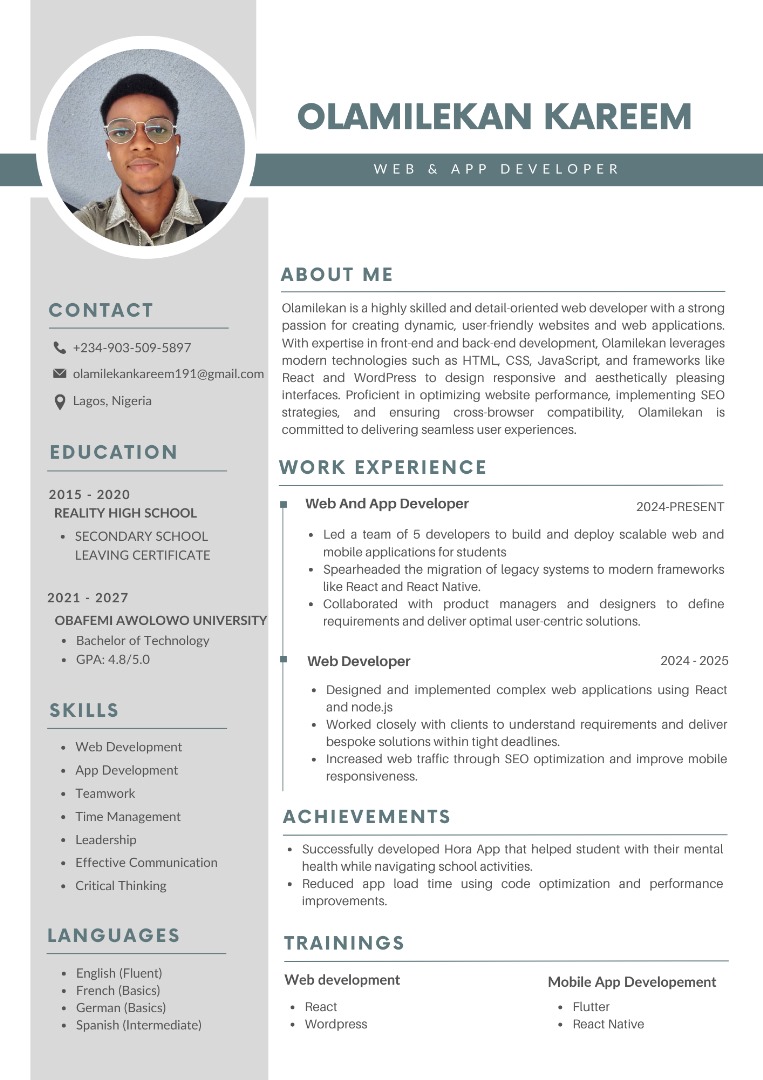 OLAMILEKAN KAREEM
WEB & APP DEVELOPER
CONTACT
+234-903-509-5897
olamilekankareem191@gmail.com
Lagos, Nigeria
EDUCATION
2015 - 2020
REALITY HIGH SCHOOL
• SECONDARY SCHOOL
LEAVING CERTIFICATE
2021 - 2027
OBAFEMI AWOLOWO UNIVERSITY
• Bachelor of Technology
• GPA: 4.8/5.0
SKILLS
• Web Development
• App Development
• Teamwork
• Time Management
• Leadership
• Effective Communication
• Critical Thinking
LANGUAGES
• English (Fluent)
• French (Basics)
• German (Basics)
• Spanish (Intermediate)
ABOUT ME
Olamilekan is a highly skilled and detail-oriented web developer with a strong
passion for creating dynamic, user-friendly websites and web applications.
With expertise in front-end and back-end development, Olamilekan leverages
modern technologies such as HTML, CSS, JavaScript, and frameworks like
React and WordPress to design responsive and aesthetically pleasing
interfaces. Proficient in optimizing website performance, implementing SEO
strategies, and ensuring cross-browser compatibility, Olamilekan is
committed to delivering seamless user experiences.
WORK EXPERIENCE
Web And App Developer 2024-PRESENT
• Led a team of 5 developers to build and deploy scalable web and
mobile applications for students
• Spearheaded the migration of legacy systems to modern frameworks
like React and React Native.
• Collaborated with product managers and designers to define
requirements and deliver optimal user-centric solutions.
Web Developer 2024 - 2025
• Designed and implemented complex web applications using React
and node.js
• Worked closely with clients to understand requirements and deliver
bespoke solutions within tight deadlines.
• Increased web traffic through SEO optimization and improve mobile
responsiveness.
ACHIEVEMENTS
• Successfully developed Hora App that helped student with their mental
health while navigating school activities.
• Reduced app load time using code optimization and performance
improvements.
TRAININGS
Web development
• React
• Wordpress
Mobile App Developement
• Flutter
• React Native